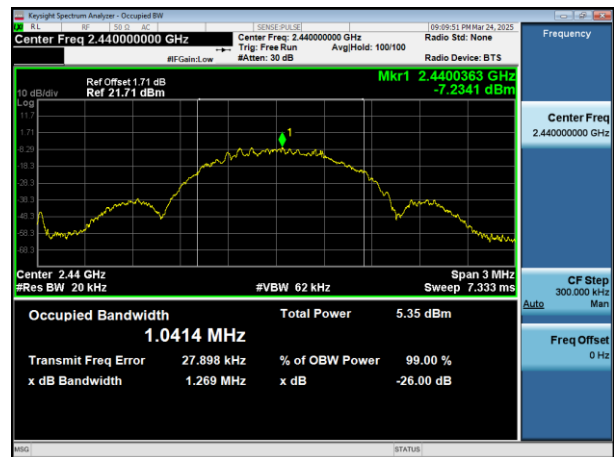 Keysight Spectrum Analyzer - Occupied BW
RL RF 50 Ω AC SENSE:PULSE 09:09:51 PM Mar 24, 2025
Center Freq 2.440000000 GHz Center Freq: 2.440000000 GHz Radio Std: None Frequency
Trig: Free Run Avg|Hold: 100/100
#IFGain:Low #Atten: 30 dB Radio Device: BTS
Ref Offset 1.71 dB Mkr1 2.4400363 GHz
10 dB/div Ref 21.71 dBm -7.2341 dBm
Log
11.7
1.71
-8.29
-18.3
-28.3
-38.3
-48.3
-58.3
-68.3
1
Center Freq
2.440000000 GHz
Center 2.44 GHz Span 3 MHz
#Res BW 20 kHz #VBW 62 kHz Sweep 7.333 ms
CF Step
300.000 kHz
Auto Man
Occupied Bandwidth Total Power 5.35 dBm
1.0414 MHz
Freq Offset
0 Hz
Transmit Freq Error 27.898 kHz % of OBW Power 99.00 %
x dB Bandwidth 1.269 MHz x dB -26.00 dB
MSG STATUS